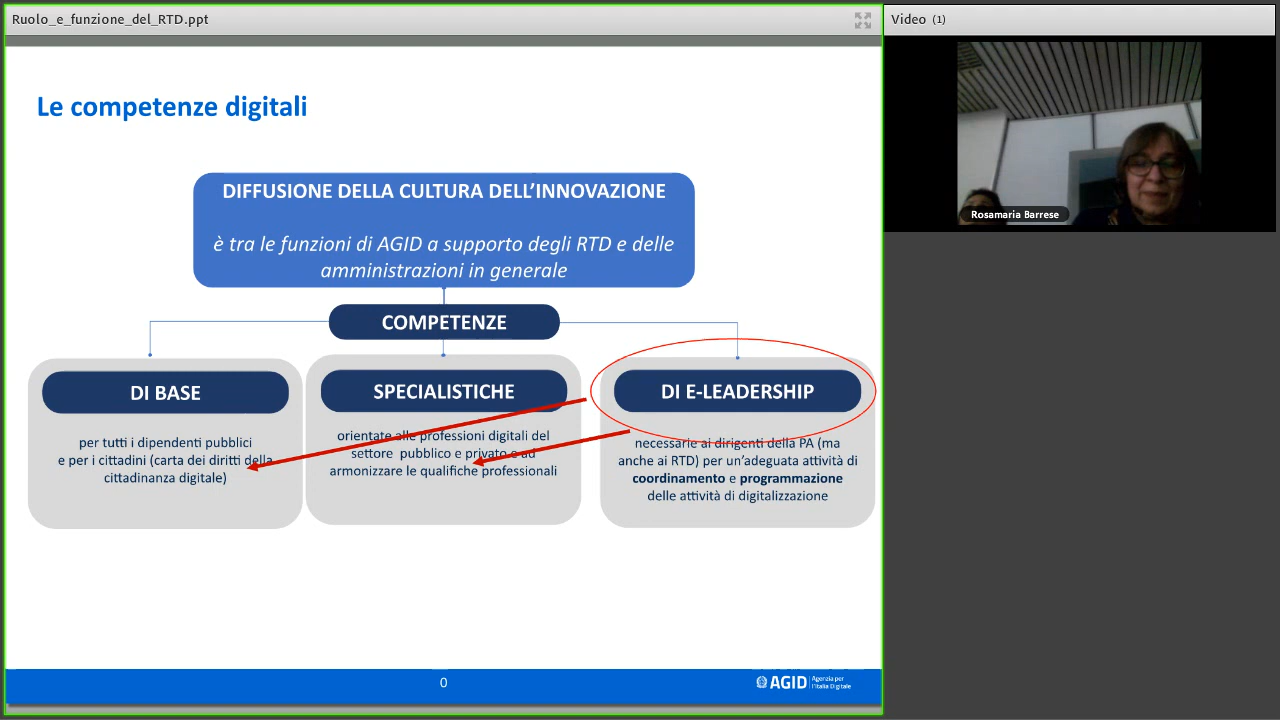 Ruolo_e_funzione_del_RTD.ppt
Video (1)
Rosamaria Barrese
Le competenze digitali
DIFFUSIONE DELLA CULTURA DELL'INNOVAZIONE
è tra le funzioni di AGID a supporto degli RTD e delle
amministrazioni in generale
COMPETENZE
DI BASE
per tutti i dipendenti pubblici
e per i cittadini (carta dei diritti della
cittadinanza digitale)
SPECIALISTICHE
orientate alle professioni digitali del
settore pubblico e privato e ad
armonizzare le qualifiche professionali
DI E-LEADERSHIP
necessarie ai dirigenti della PA (ma
anche ai RTD) per un'adeguata attività di
coordinamento e programmazione
delle attività di digitalizzazione
0
AGID
Agenzia per
l'Italia Digitale